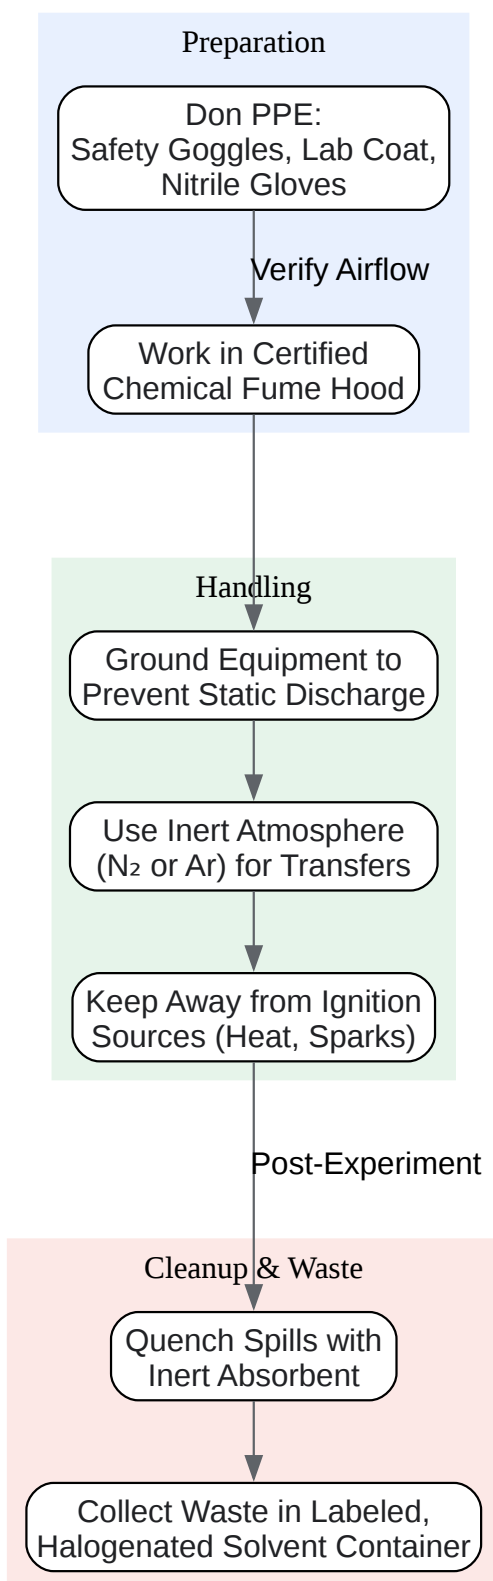 Preparation
Don PPE:
Safety Goggles, Lab Coat,
Nitrile Gloves
Verify Airflow
Work in Certified
Chemical Fume Hood
Handling
Ground Equipment to
Prevent Static Discharge
Use Inert Atmosphere
(N₂ or Ar) for Transfers
Keep Away from Ignition
Sources (Heat, Sparks)
Post-Experiment
Cleanup & Waste
Quench Spills with
Inert Absorbent
Collect Waste in Labeled,
Halogenated Solvent Container